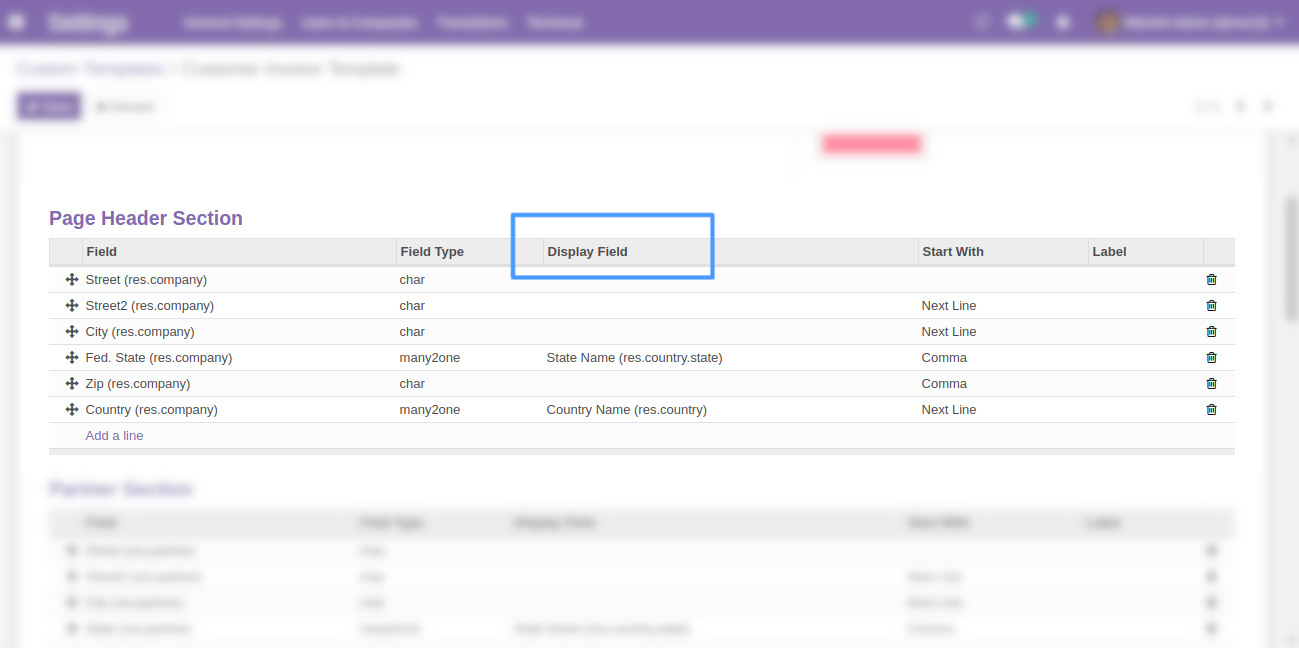 Settings
General Settings Users & Companies Translations Technical
Custom Templates / Customer Invoice Template
Save Discard
Page Header Section
Field Field Type Display Field Start With Label
Street (res.company) char
Street2 (res.company) char Next Line
City (res.company) char Next Line
Fed. State (res.company) many2one State Name (res.country.state) Comma
Zip (res.company) char Comma
Country (res.company) many2one Country Name (res.country) Next Line
Add a line
Partner Section
Field Field Type Display Field Start With Label
Street (res.partner) char
Street2 (res.partner) char Next Line
City (res.partner) char Next Line
State (res.partner) many2one State Name (res.country.state) Comma